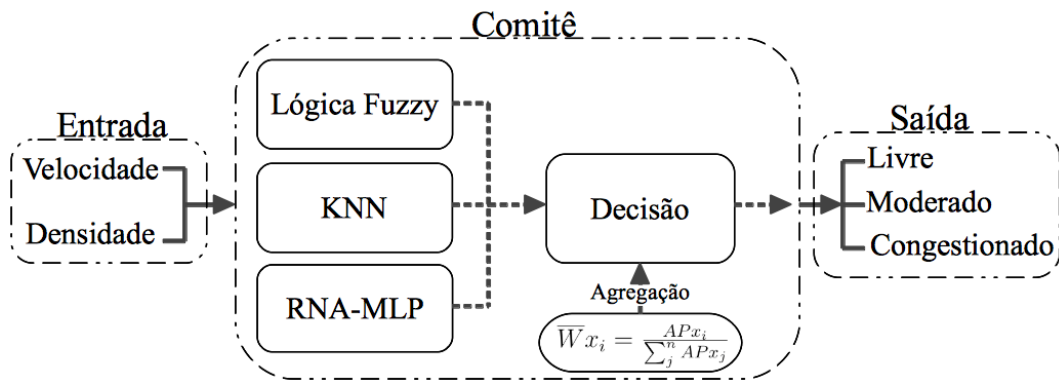 Comitê
Entrada
Velocidade
Densidade
Lógica Fuzzy
KNN
RNA-MLP
Decisão
Agregação
$\overline{W}x_i = \frac{APx_i}{\sum_j^n APx_j}$
Saída
Livre
Moderado
Congestionado